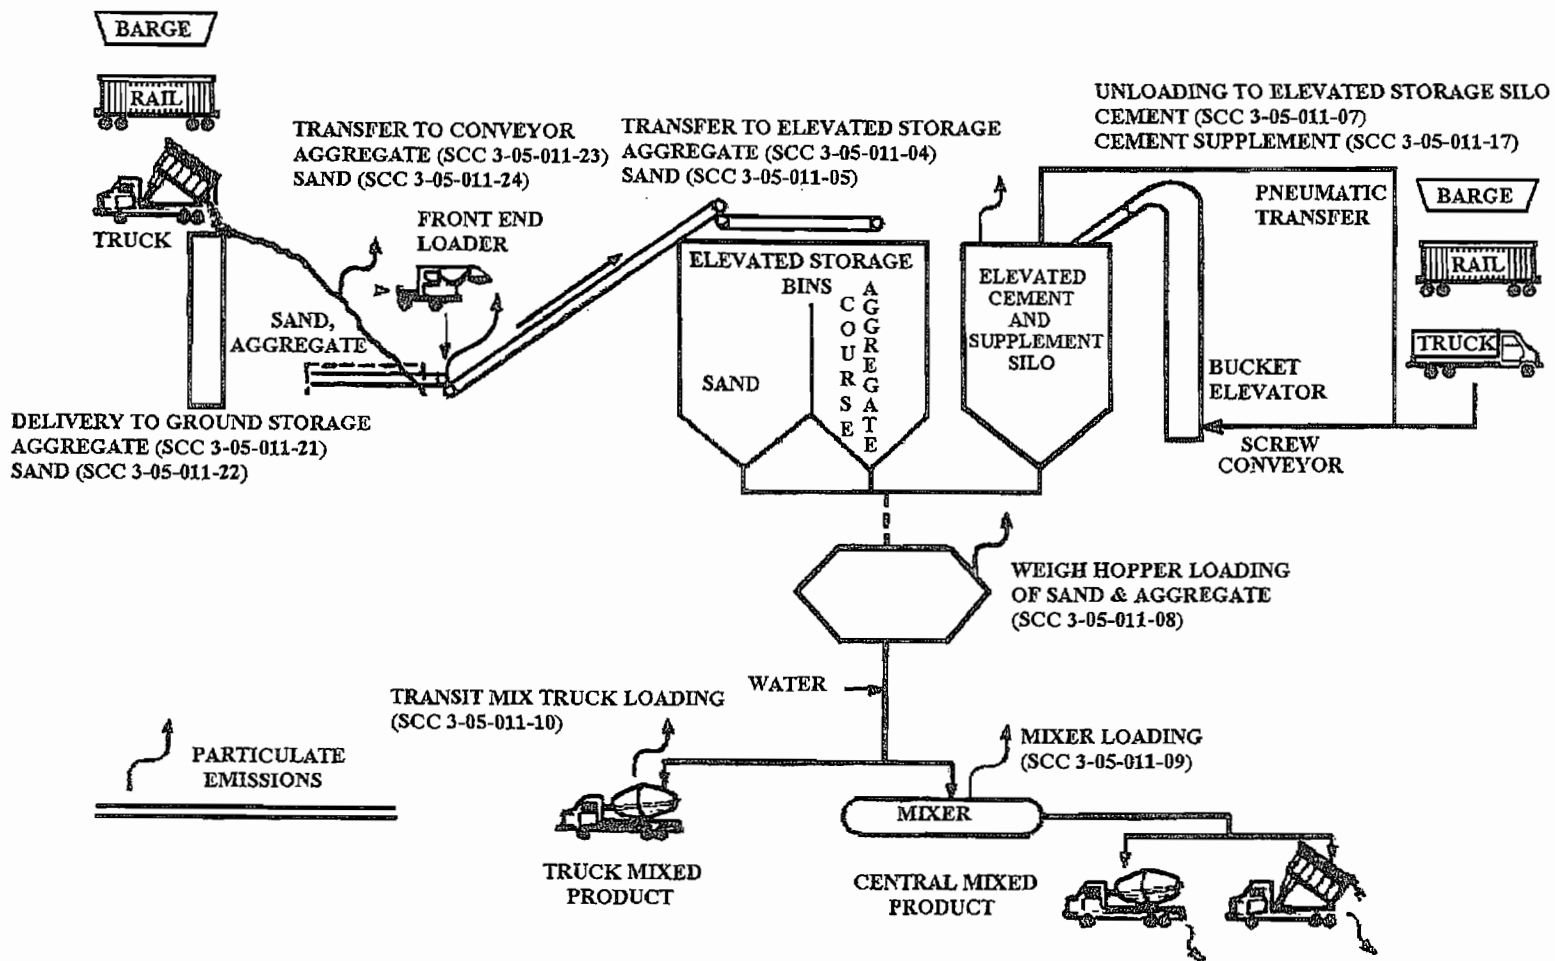 BARGE
RAIL
TRUCK
TRANSFER TO CONVEYOR
AGGREGATE (SCC 3-05-011-23)
SAND (SCC 3-05-011-24)
FRONT END
LOADER
SAND,
AGGREGATE
DELIVERY TO GROUND STORAGE
AGGREGATE (SCC 3-05-011-21)
SAND (SCC 3-05-011-22)
TRANSFER TO ELEVATED STORAGE
AGGREGATE (SCC 3-05-011-04)
SAND (SCC 3-05-011-05)
ELEVATED STORAGE
BINS
SAND
COURSE
AGGREGATE
UNLOADING TO ELEVATED STORAGE SILO
CEMENT (SCC 3-05-011-07)
CEMENT SUPPLEMENT (SCC 3-05-011-17)
PNEUMATIC
TRANSFER
BARGE
RAIL
TRUCK
ELEVATED
CEMENT
AND
SUPPLEMENT
SILO
BUCKET
ELEVATOR
SCREW
CONVEYOR
WEIGH HOPPER LOADING
OF SAND & AGGREGATE
(SCC 3-05-011-08)
WATER
TRANSIT MIX TRUCK LOADING
(SCC 3-05-011-10)
PARTICULATE
EMISSIONS
MIXER LOADING
(SCC 3-05-011-09)
MIXER
TRUCK MIXED
PRODUCT
CENTRAL MIXED
PRODUCT